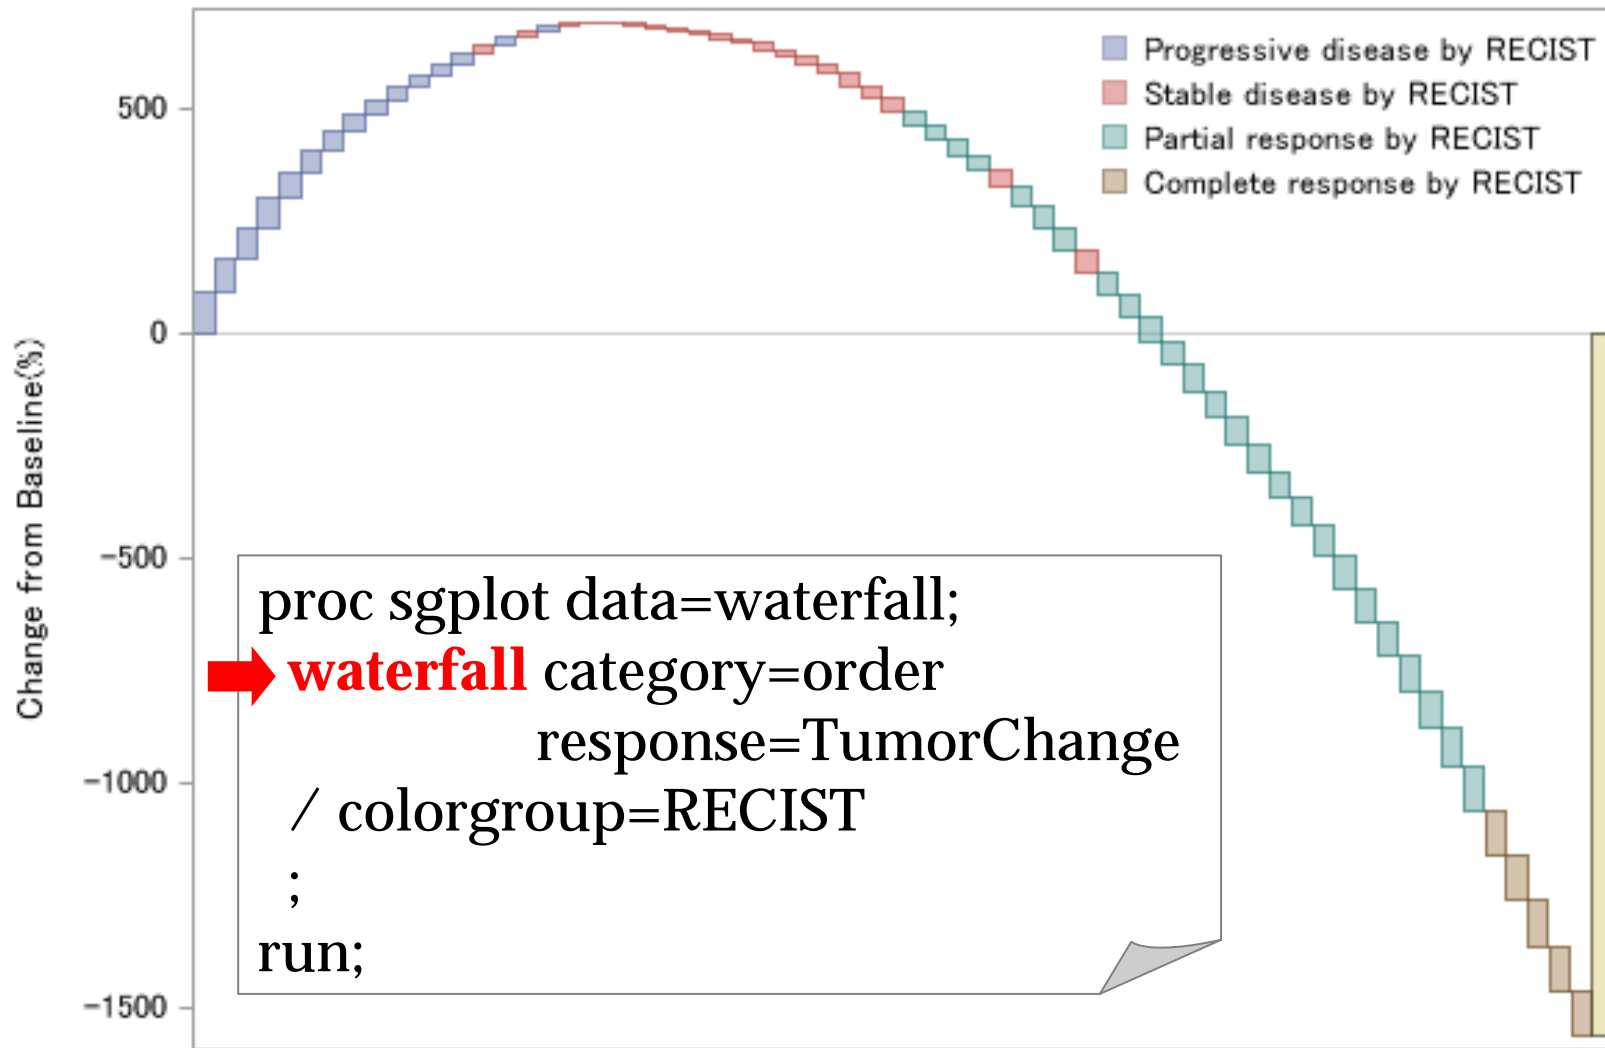 Progressive disease by RECIST
Stable disease by RECIST
Partial response by RECIST
Complete response by RECIST
500
0
-500
-1000
-1500
Change from Baseline(%)
proc sgplot data=waterfall;
waterfall category=order
response=TumorChange
/ colorgroup=RECIST
;
run;